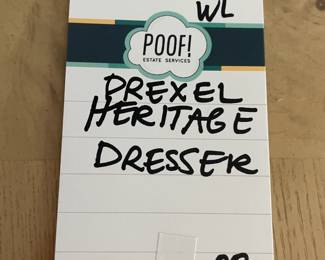 WL
POOF!
ESTATE SERVICES
DREXEL
HERITAGE
DRESSER